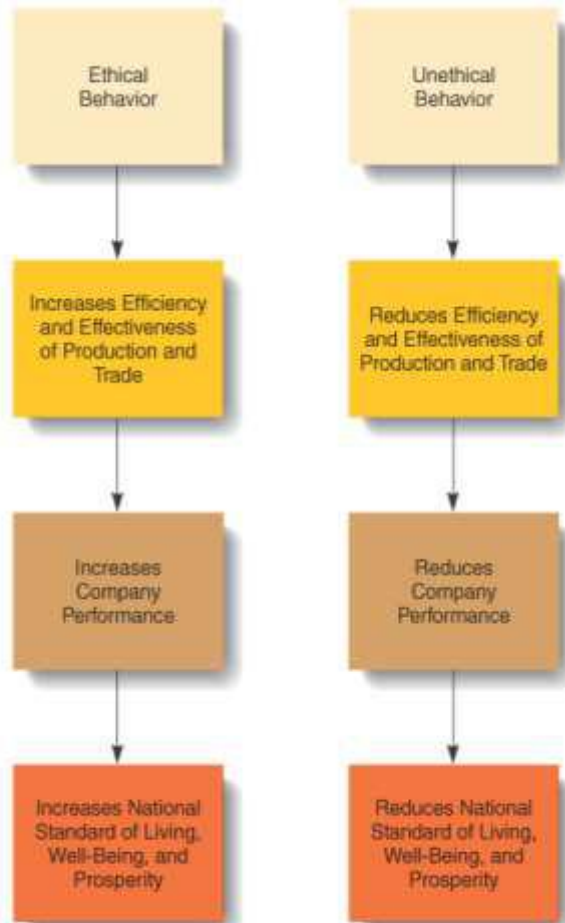 Ethical
Behavior
Increases Efficiency
and Effectiveness
of Production and
Trade
Increases
Company
Performance
Increases National
Standard of Living,
Well-Being, and
Prosperity
Unethical
Behavior
Reduces Efficiency
and Effectiveness of
Production and Trade
Reduces
Company
Performance
Reduces National
Standard of Living,
Well-Being, and
Prosperity